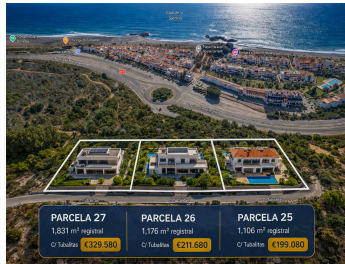 PARCELA 27
1,831 m² registral
C/ Tubalitas €329.580
PARCELA 26
1,176 m² registral
C/ Tubalitas €211.680
PARCELA 25
1,106 m² registral
C/ Tubalitas €199.080